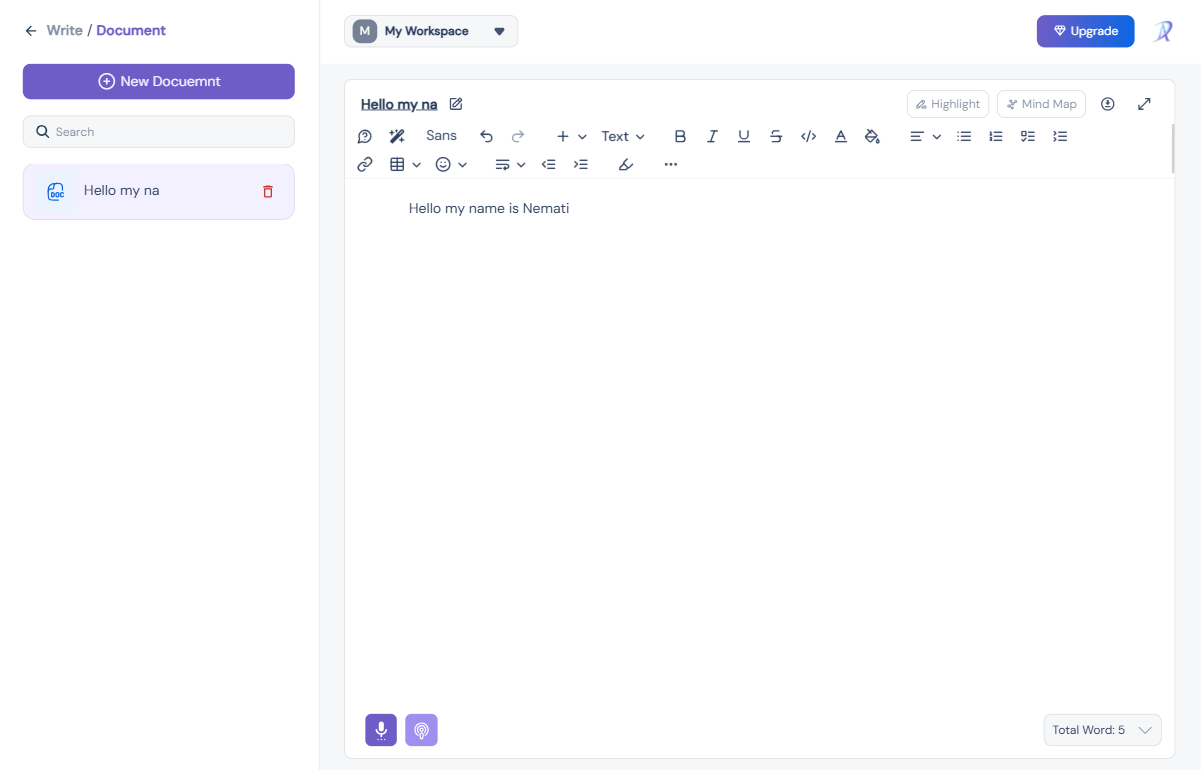 Write / Document
New Docuemnt
Search
DOC
Hello my na
M
My Workspace
Upgrade
Hello my na
Highlight
Mind Map
Sans
Text
Hello my name is Nemati
Total Word: 5